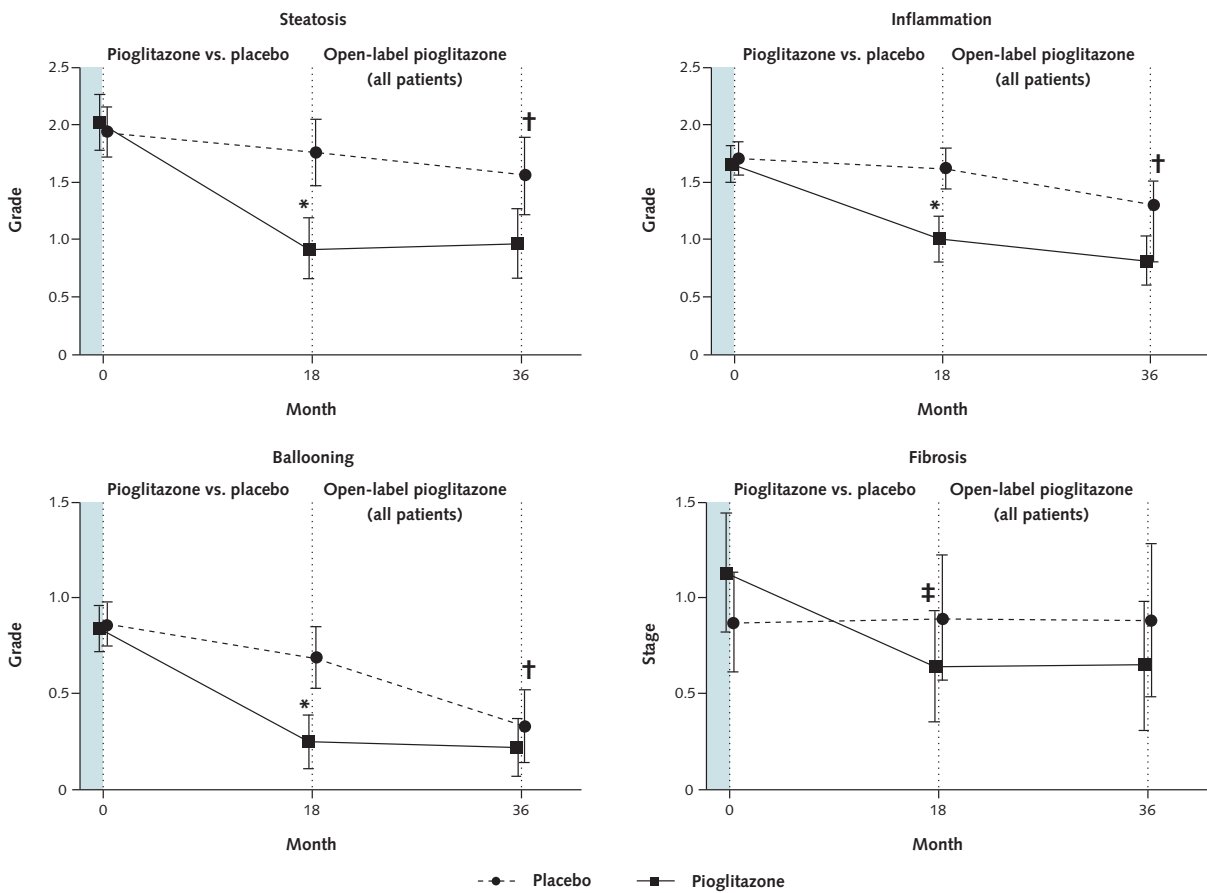 Steatosis
Pioglitazone vs. placebo
Open-label pioglitazone
(all patients)
2.5
2.0
1.5
1.0
0.5
0
Grade
*
†
0
18
36
Month
Inflammation
Pioglitazone vs. placebo
Open-label pioglitazone
(all patients)
2.5
2.0
1.5
1.0
0.5
0
Grade
*
†
0
18
36
Month
Ballooning
Pioglitazone vs. placebo
Open-label pioglitazone
(all patients)
1.5
1.0
0.5
0
Grade
*
†
0
18
36
Month
Fibrosis
Pioglitazone vs. placebo
Open-label pioglitazone
(all patients)
1.5
1.0
0.5
0
Stage
‡
0
18
36
Month
Placebo
Pioglitazone